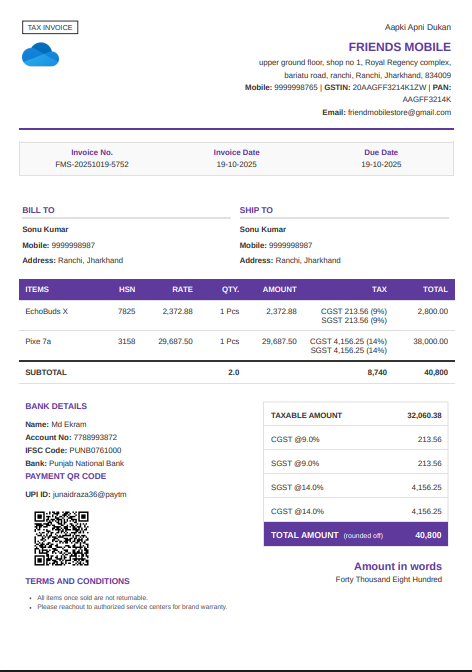 TAX INVOICE
Aapki Apni Dukan
FRIENDS MOBILE
upper ground floor, shop no 1, Royal Regency complex,
bariatu road, ranchi, Ranchi, Jharkhand, 834009
Mobile: 9999998765 | GSTIN: 20AAGFF3214K1ZW | PAN:
AAGFF3214K
Email: friendmobilestore@gmail.com
Invoice No. Invoice Date Due Date
FMS-20251019-5752 19-10-2025 19-10-2025
BILL TO SHIP TO
Sonu Kumar Sonu Kumar
Mobile: 9999998987 Mobile: 9999998987
Address: Ranchi, Jharkhand Address: Ranchi, Jharkhand
ITEMS HSN RATE QTY. AMOUNT TAX TOTAL
EchoBuds X 7825 2,372.88 1 Pcs 2,372.88 CGST 213.56 (9%) 2,800.00
SGST 213.56 (9%)
Pixe 7a 3158 29,687.50 1 Pcs 29,687.50 CGST 4,156.25 (14%) 38,000.00
SGST 4,156.25 (14%)
SUBTOTAL 2.0 8,740 40,800
BANK DETAILS
Name: Md Ekram
Account No: 7788993872
IFSC Code: PUNB0761000
Bank: Punjab National Bank
PAYMENT QR CODE
UPI ID: junaidraza36@paytm
TERMS AND CONDITIONS
• All items once sold are not returnable.
• Please reachout to authorized service centers for brand warranty.
TAXABLE AMOUNT 32,060.38
CGST @9.0% 213.56
SGST @9.0% 213.56
SGST @14.0% 4,156.25
CGST @14.0% 4,156.25
TOTAL AMOUNT (rounded off) 40,800
Amount in words
Forty Thousand Eight Hundred